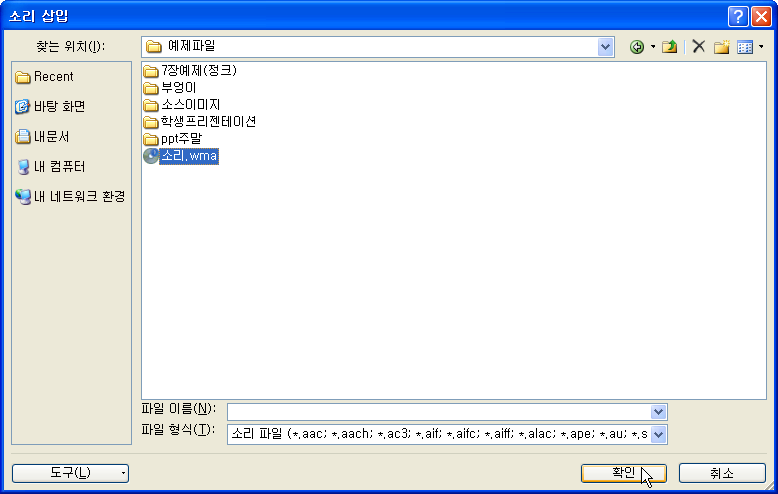 소리 삽입
찾는 위치(I):
예제파일
Recent
바탕 화면
내문서
내 컴퓨터
내 네트워크 환경
7장예제(정크)
부엉이
소스이미지
학생프리젠테이션
ppt주말
소리.wma
파일 이름(N):
파일 형식(T):
소리 파일 (*.aac; *.aach; *.ac3; *.aif; *.aifc; *.aiff; *.alac; *.ape; *.au; *.s
도구(L)
확인
취소